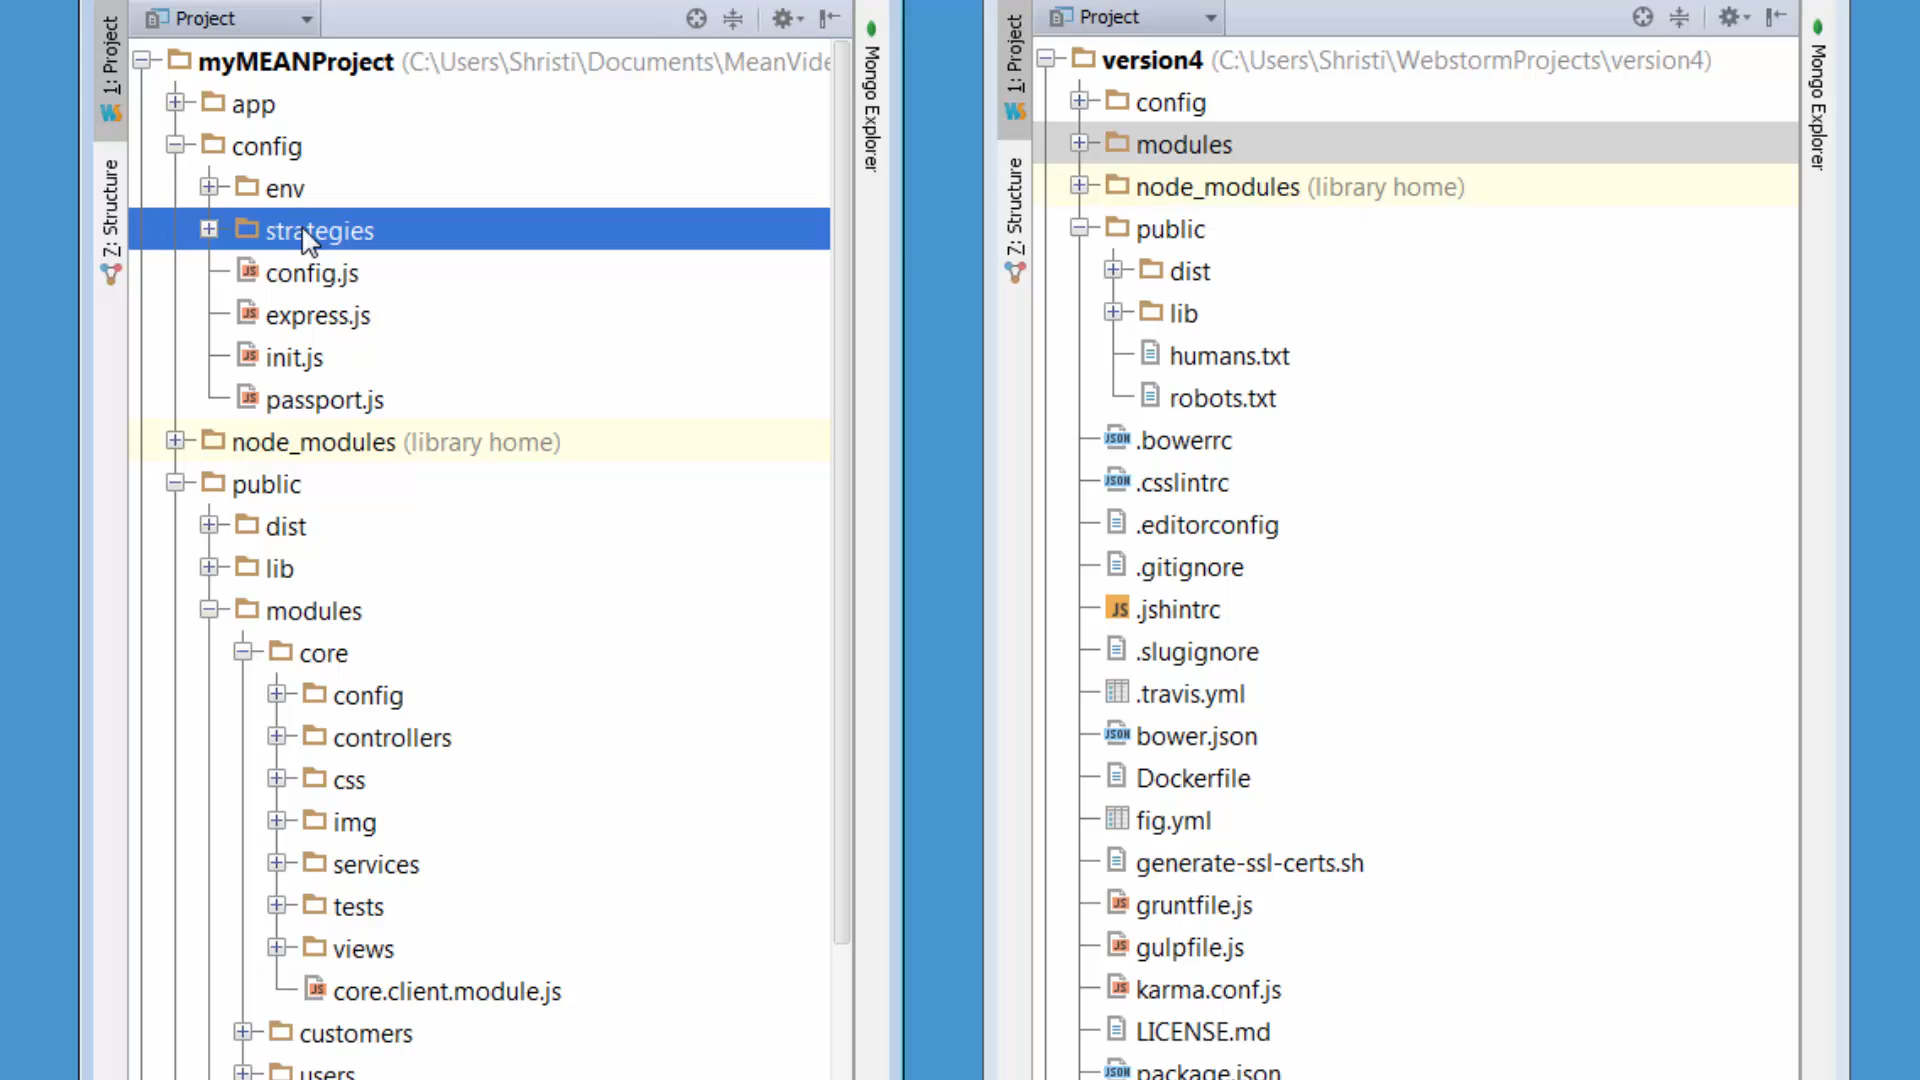 Project
myMEANProject (C:\Users\Shristi\Documents\MeanVide
app
config
env
strategies
config.js
express.js
init.js
passport.js
node_modules (library home)
public
dist
lib
modules
core
config
controllers
css
img
services
tests
views
core.client.module.js
customers
users
1: Project
7: Structure
Mongo Explorer
Project
version4 (C:\Users\Shristi\WebstormProjects\version4)
config
modules
node_modules (library home)
public
dist
lib
humans.txt
robots.txt
.bowerrc
.csslintrc
.editorconfig
.gitignore
.jshintrc
.slugignore
.travis.yml
bower.json
Dockerfile
fig.yml
generate-ssl-certs.sh
gruntfile.js
gulpfile.js
karma.conf.js
LICENSE.md
package.json
1: Project
7: Structure
Mongo Explorer